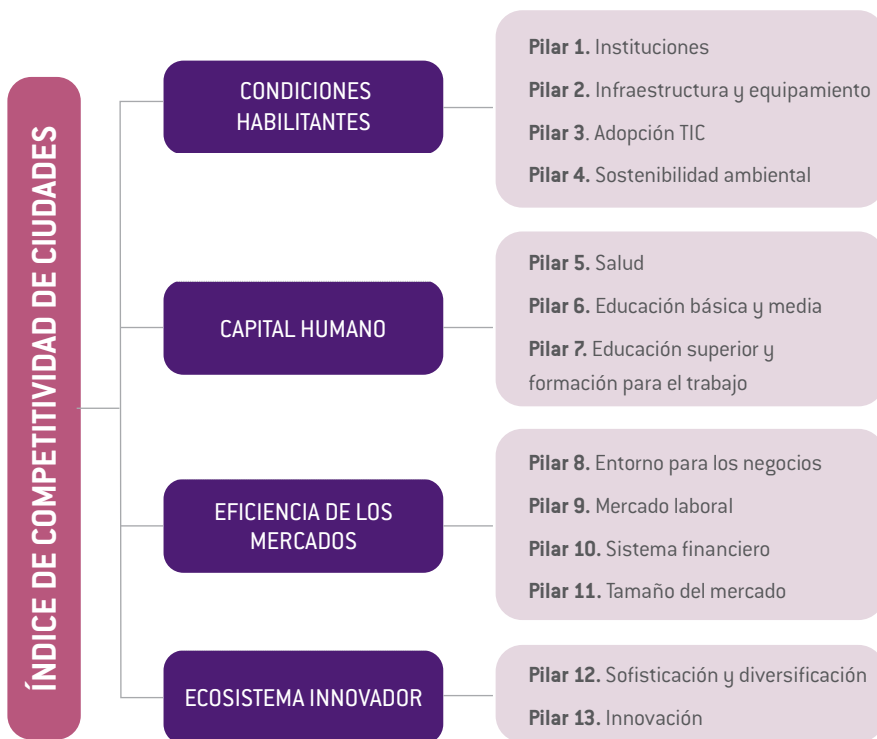 ÍNDICE DE COMPETITIVIDAD DE CIUDADES
CONDICIONES
HABILITANTES
Pilar 1. Instituciones
Pilar 2. Infraestructura y equipamiento
Pilar 3. Adopción TIC
Pilar 4. Sostenibilidad ambiental
CAPITAL HUMANO
Pilar 5. Salud
Pilar 6. Educación básica y media
Pilar 7. Educación superior y
formación para el trabajo
EFICIENCIA DE LOS
MERCADOS
Pilar 8. Entorno para los negocios
Pilar 9. Mercado laboral
Pilar 10. Sistema financiero
Pilar 11. Tamaño del mercado
ECOSISTEMA INNOVADOR
Pilar 12. Sofisticación y diversificación
Pilar 13. Innovación